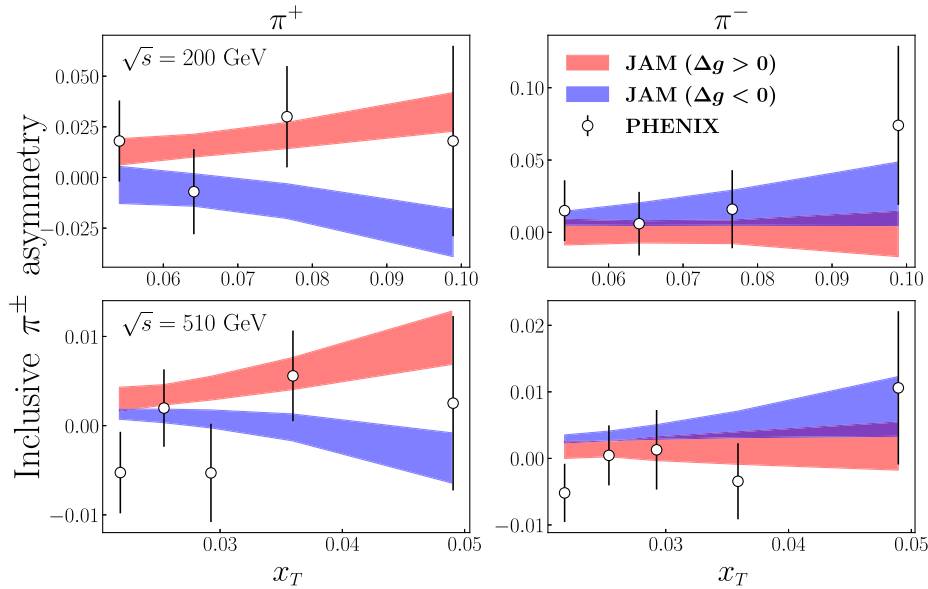 π⁺ π⁻
√s = 200 GeV
0.050
0.025
0.000
−0.025
0.06 0.07 0.08 0.09 0.10
JAM (Δg > 0)
JAM (Δg < 0)
PHENIX
0.10
0.05
0.00
0.06 0.07 0.08 0.09 0.10
Inclusive π± asymmetry
√s = 510 GeV
0.01
0.00
−0.01
0.03 0.04 0.05
x_T
0.02
0.01
0.00
−0.01
0.03 0.04 0.05
x_T